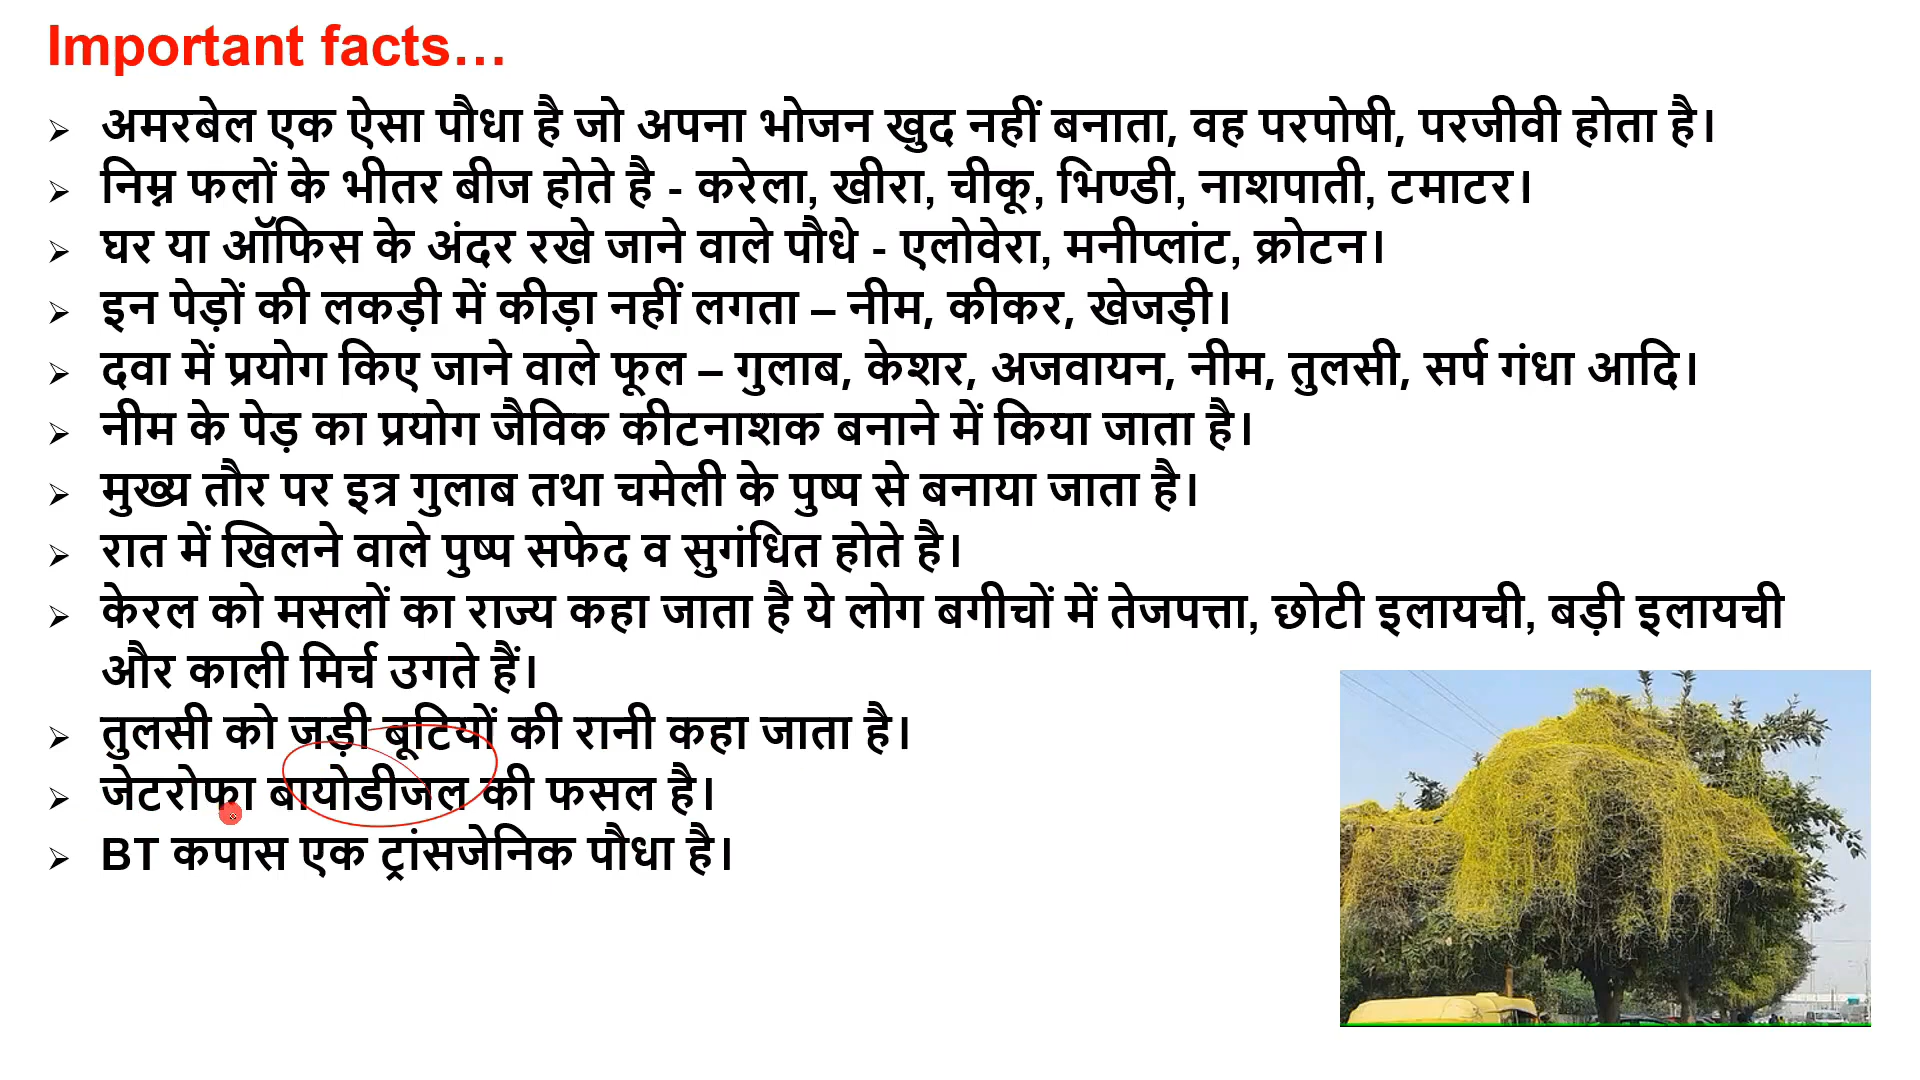 Important facts...
➢ अमरबेल एक ऐसा पौधा है जो अपना भोजन खुद नहीं बनाता, वह परपोषी, परजीवी होता है।
➢ निम्न फलों के भीतर बीज होते है - करेला, खीरा, चीकू, भिण्डी, नाशपाती, टमाटर।
➢ घर या ऑफिस के अंदर रखे जाने वाले पौधे - एलोवेरा, मनीप्लांट, क्रोटन।
➢ इन पेड़ों की लकड़ी में कीड़ा नहीं लगता – नीम, कीकर, खेजड़ी।
➢ दवा में प्रयोग किए जाने वाले फूल – गुलाब, केशर, अजवायन, नीम, तुलसी, सर्प गंधा आदि।
➢ नीम के पेड़ का प्रयोग जैविक कीटनाशक बनाने में किया जाता है।
➢ मुख्य तौर पर इत्र गुलाब तथा चमेली के पुष्प से बनाया जाता है।
➢ रात में खिलने वाले पुष्प सफेद व सुगंधित होते है।
➢ केरल को मसलों का राज्य कहा जाता है ये लोग बगीचों में तेजपत्ता, छोटी इलायची, बड़ी इलायची
और काली मिर्च उगते हैं।
➢ तुलसी को जड़ी बूटियों की रानी कहा जाता है।
➢ जेटरोफा बायोडीजल की फसल है।
➢ BT कपास एक ट्रांसजेनिक पौधा है।